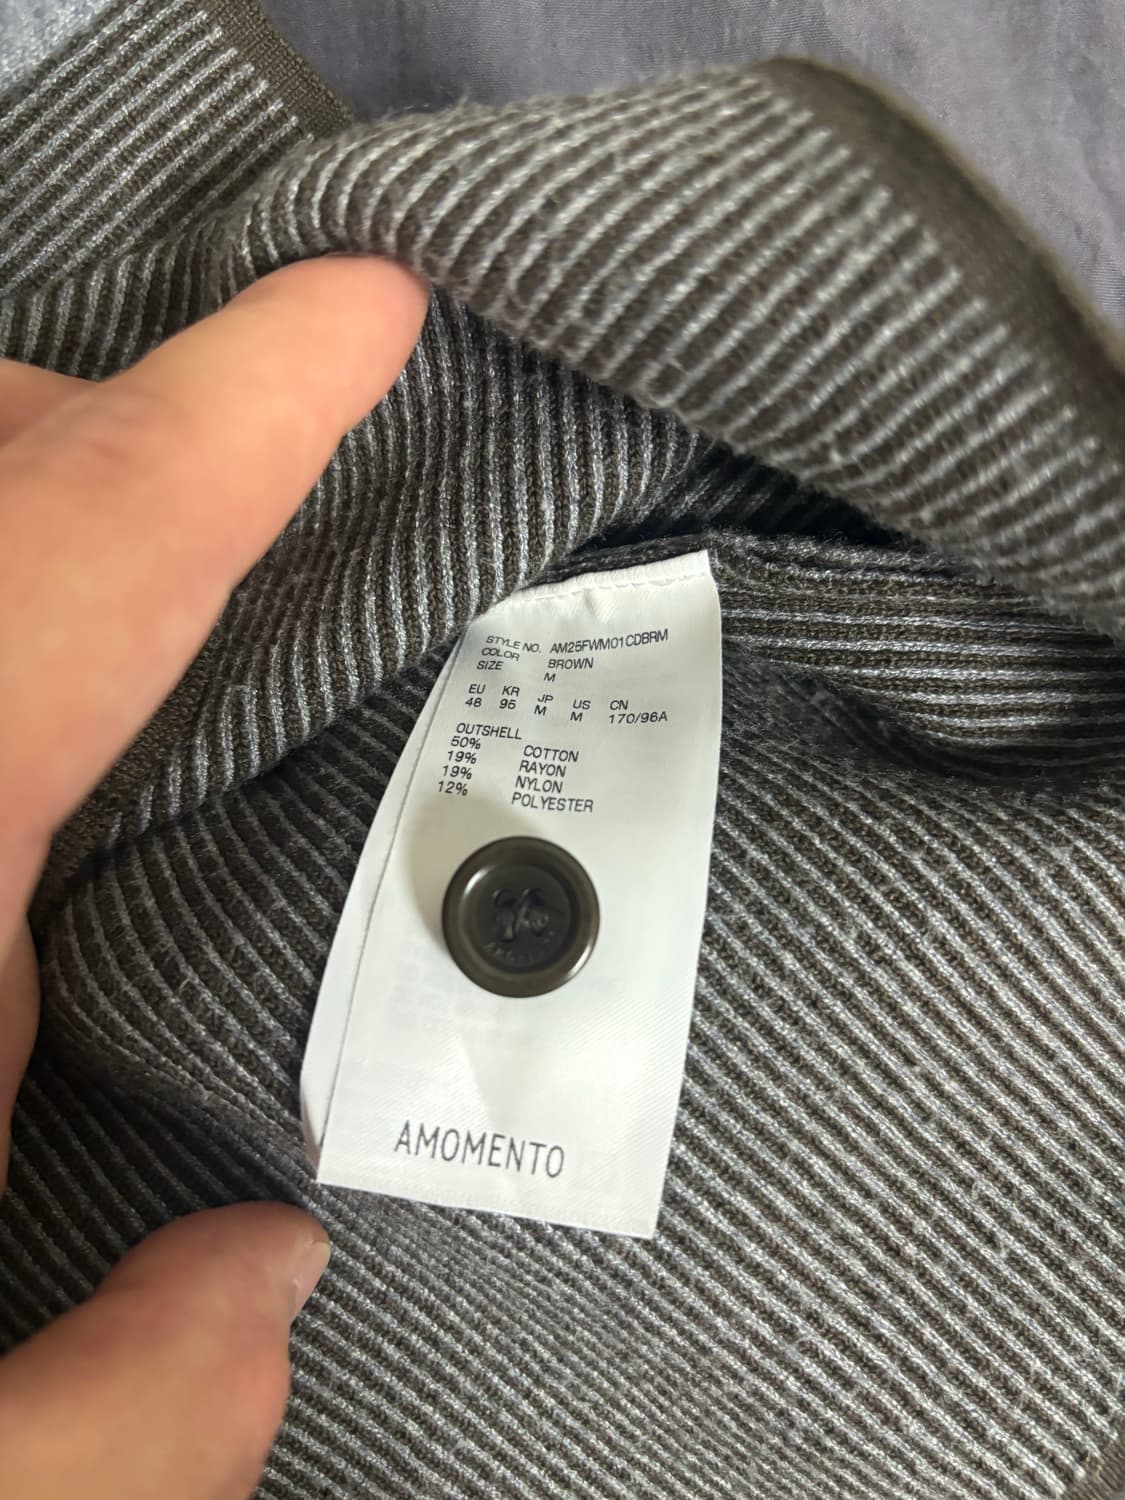 STYLE NO. AM25FWM01CDBRM
COLOR BROWN
SIZE M
EU KR JP US CN
48 95 M M 170/96A
OUTSHELL
50% COTTON
19% RAYON
19% NYLON
12% POLYESTER
AMOMENTO